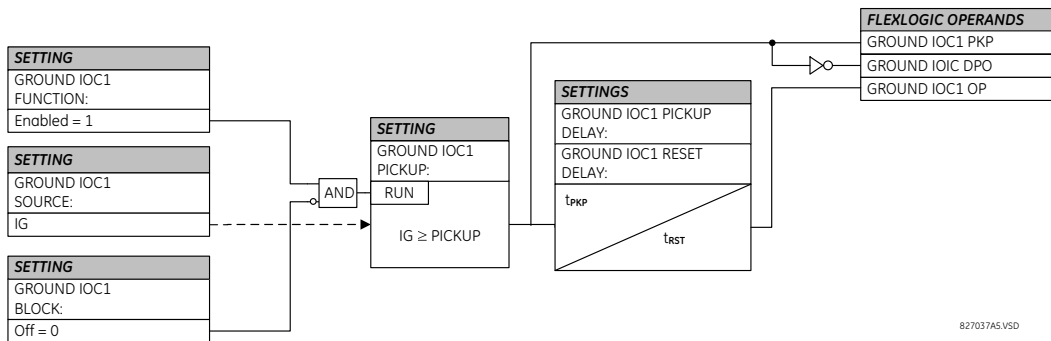 SETTING
GROUND IOC1
FUNCTION:
Enabled = 1
SETTING
GROUND IOC1
SOURCE:
IG
SETTING
GROUND IOC1
BLOCK:
Off = 0
AND
SETTING
GROUND IOC1
PICKUP:
RUN
IG ≥ PICKUP
SETTINGS
GROUND IOC1 PICKUP
DELAY:
GROUND IOC1 RESET
DELAY:
tPKP
tRST
FLEXLOGIC OPERANDS
GROUND IOC1 PKP
GROUND IOIC DPO
GROUND IOC1 OP
827037A5.VSD